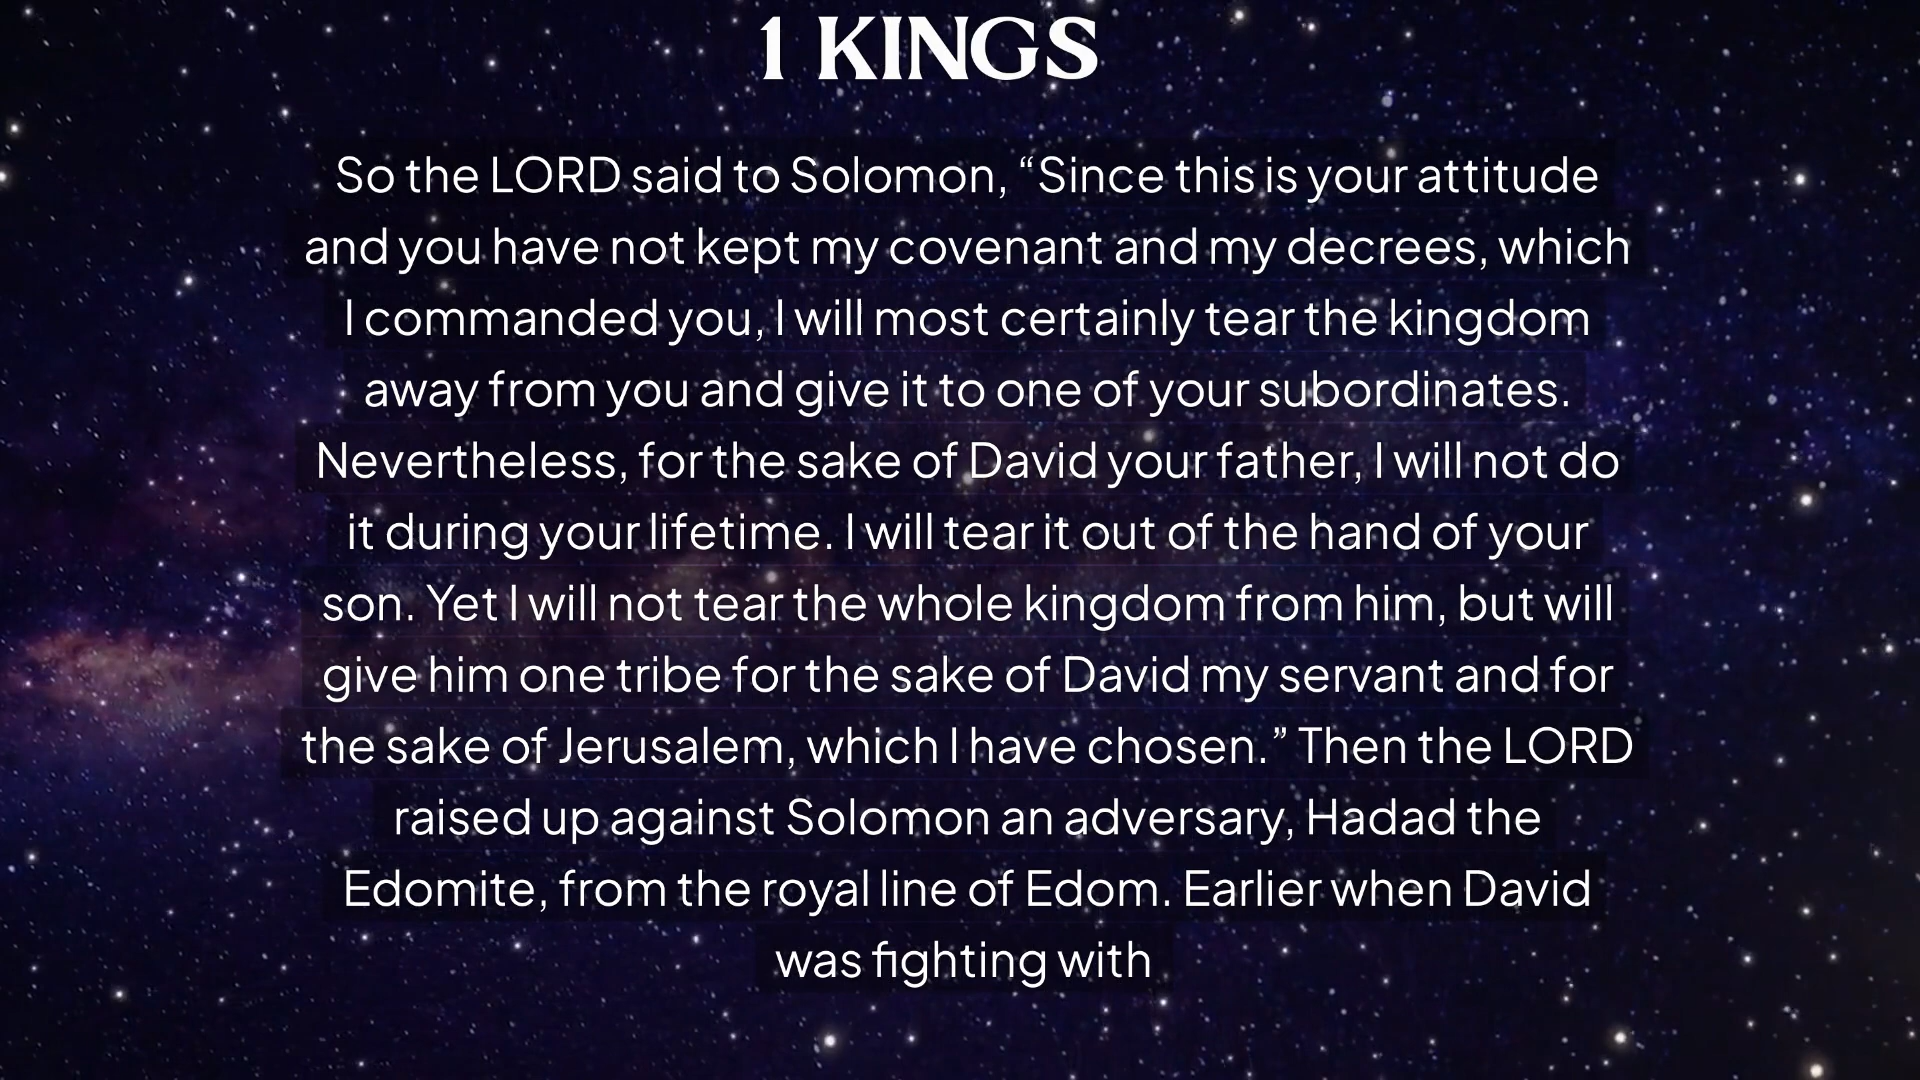 1 KINGS
So the LORD said to Solomon, “Since this is your attitude
and you have not kept my covenant and my decrees, which
I commanded you, I will most certainly tear the kingdom
away from you and give it to one of your subordinates.
Nevertheless, for the sake of David your father, I will not do
it during your lifetime. I will tear it out of the hand of your
son. Yet I will not tear the whole kingdom from him, but will
give him one tribe for the sake of David my servant and for
the sake of Jerusalem, which I have chosen.” Then the LORD
raised up against Solomon an adversary, Hadad the
Edomite, from the royal line of Edom. Earlier when David
was fighting with